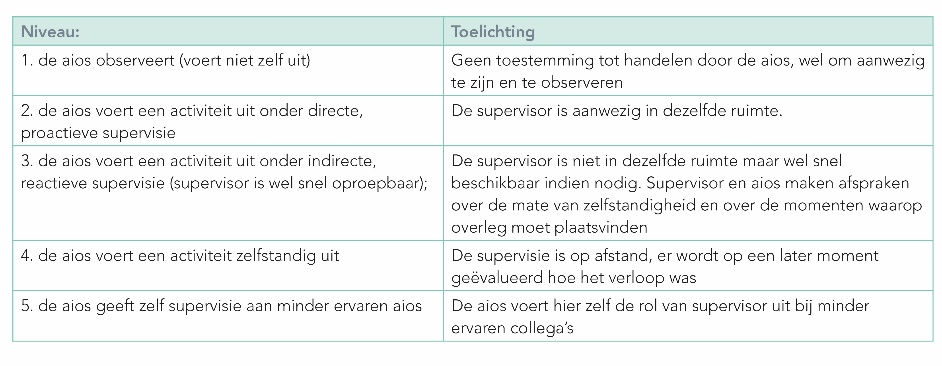 Niveau:
Toelichting
1. de aios observeert (voert niet zelf uit)
Geen toestemming tot handelen door de aios, wel om aanwezig
te zijn en te observeren
2. de aios voert een activiteit uit onder directe,
proactieve supervisie
De supervisor is aanwezig in dezelfde ruimte.
3. de aios voert een activiteit uit onder indirecte,
reactieve supervisie (supervisor is wel snel oproepbaar);
De supervisor is niet in dezelfde ruimte maar wel snel
beschikbaar indien nodig. Supervisor en aios maken afspraken
over de mate van zelfstandigheid en over de momenten waarop
overleg moet plaatsvinden
4. de aios voert een activiteit zelfstandig uit
De supervisie is op afstand, er wordt op een later moment
geëvalueerd hoe het verloop was
5. de aios geeft zelf supervisie aan minder ervaren aios
De aios voert hier zelf de rol van supervisor uit bij minder
ervaren collega's